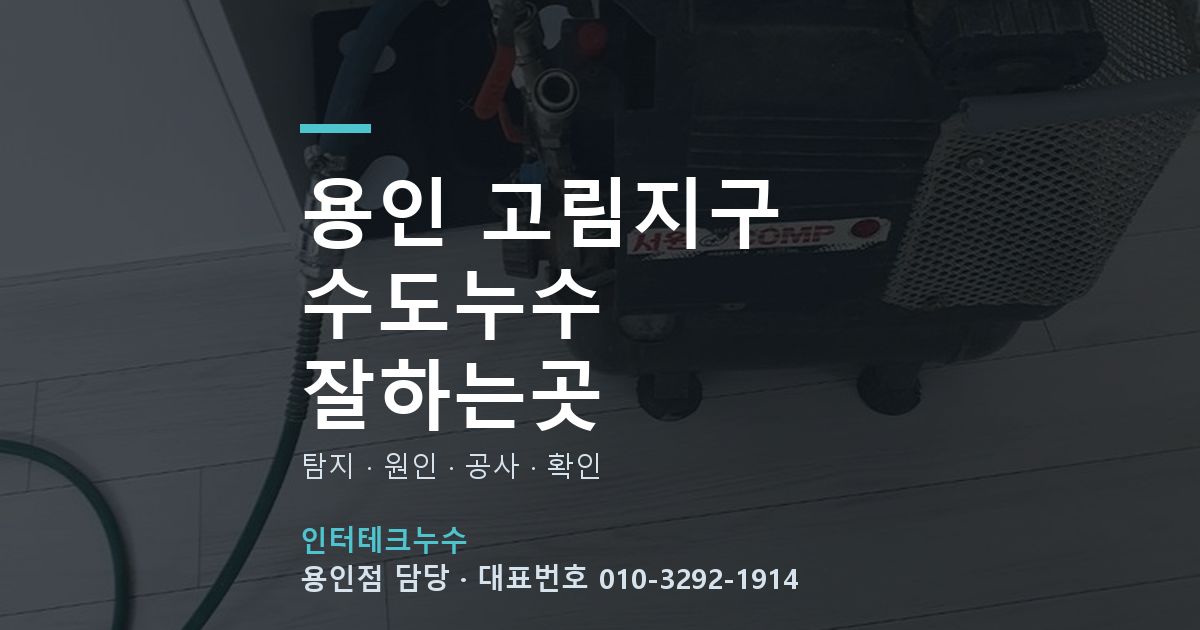 용인 고림지구
수도누수
잘하는곳
탐지 · 원인 · 공사 · 확인
인터테크누수
용인점 담당 · 대표번호 010-3292-1914